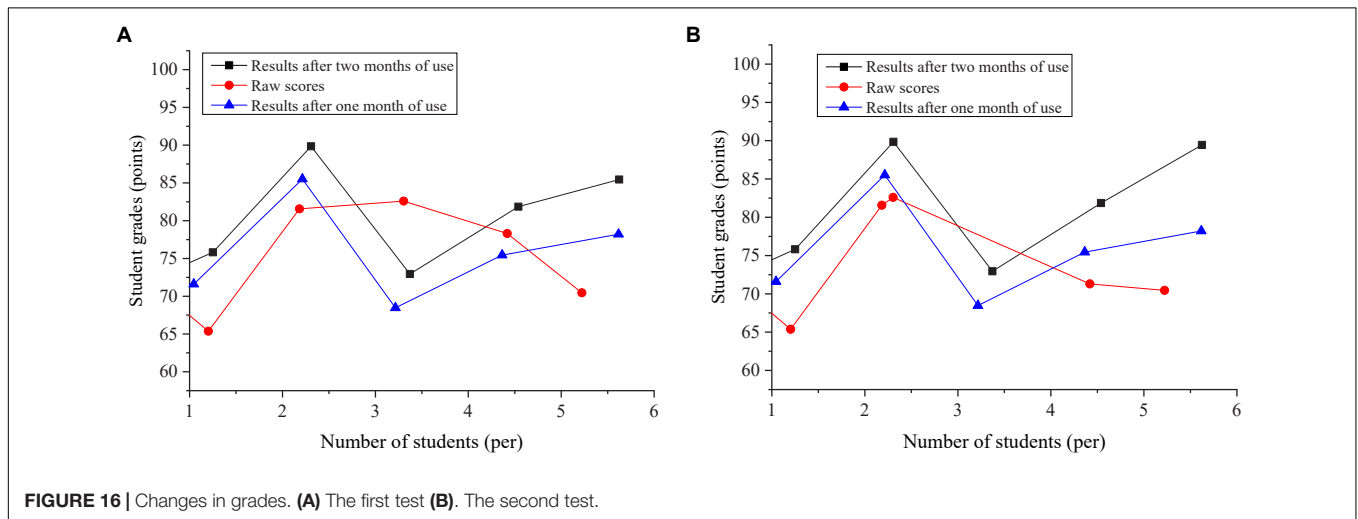 A
Results after two months of use
Raw scores
Results after one month of use
Student grades (points)
100
95
90
85
80
75
70
65
60
1 2 3 4 5 6
Number of students (per)
B
Results after two months of use
Raw scores
Results after one month of use
Student grades (points)
100
95
90
85
80
75
70
65
60
1 2 3 4 5 6
Number of students (per)
FIGURE 16 | Changes in grades. (A) The first test (B). The second test.